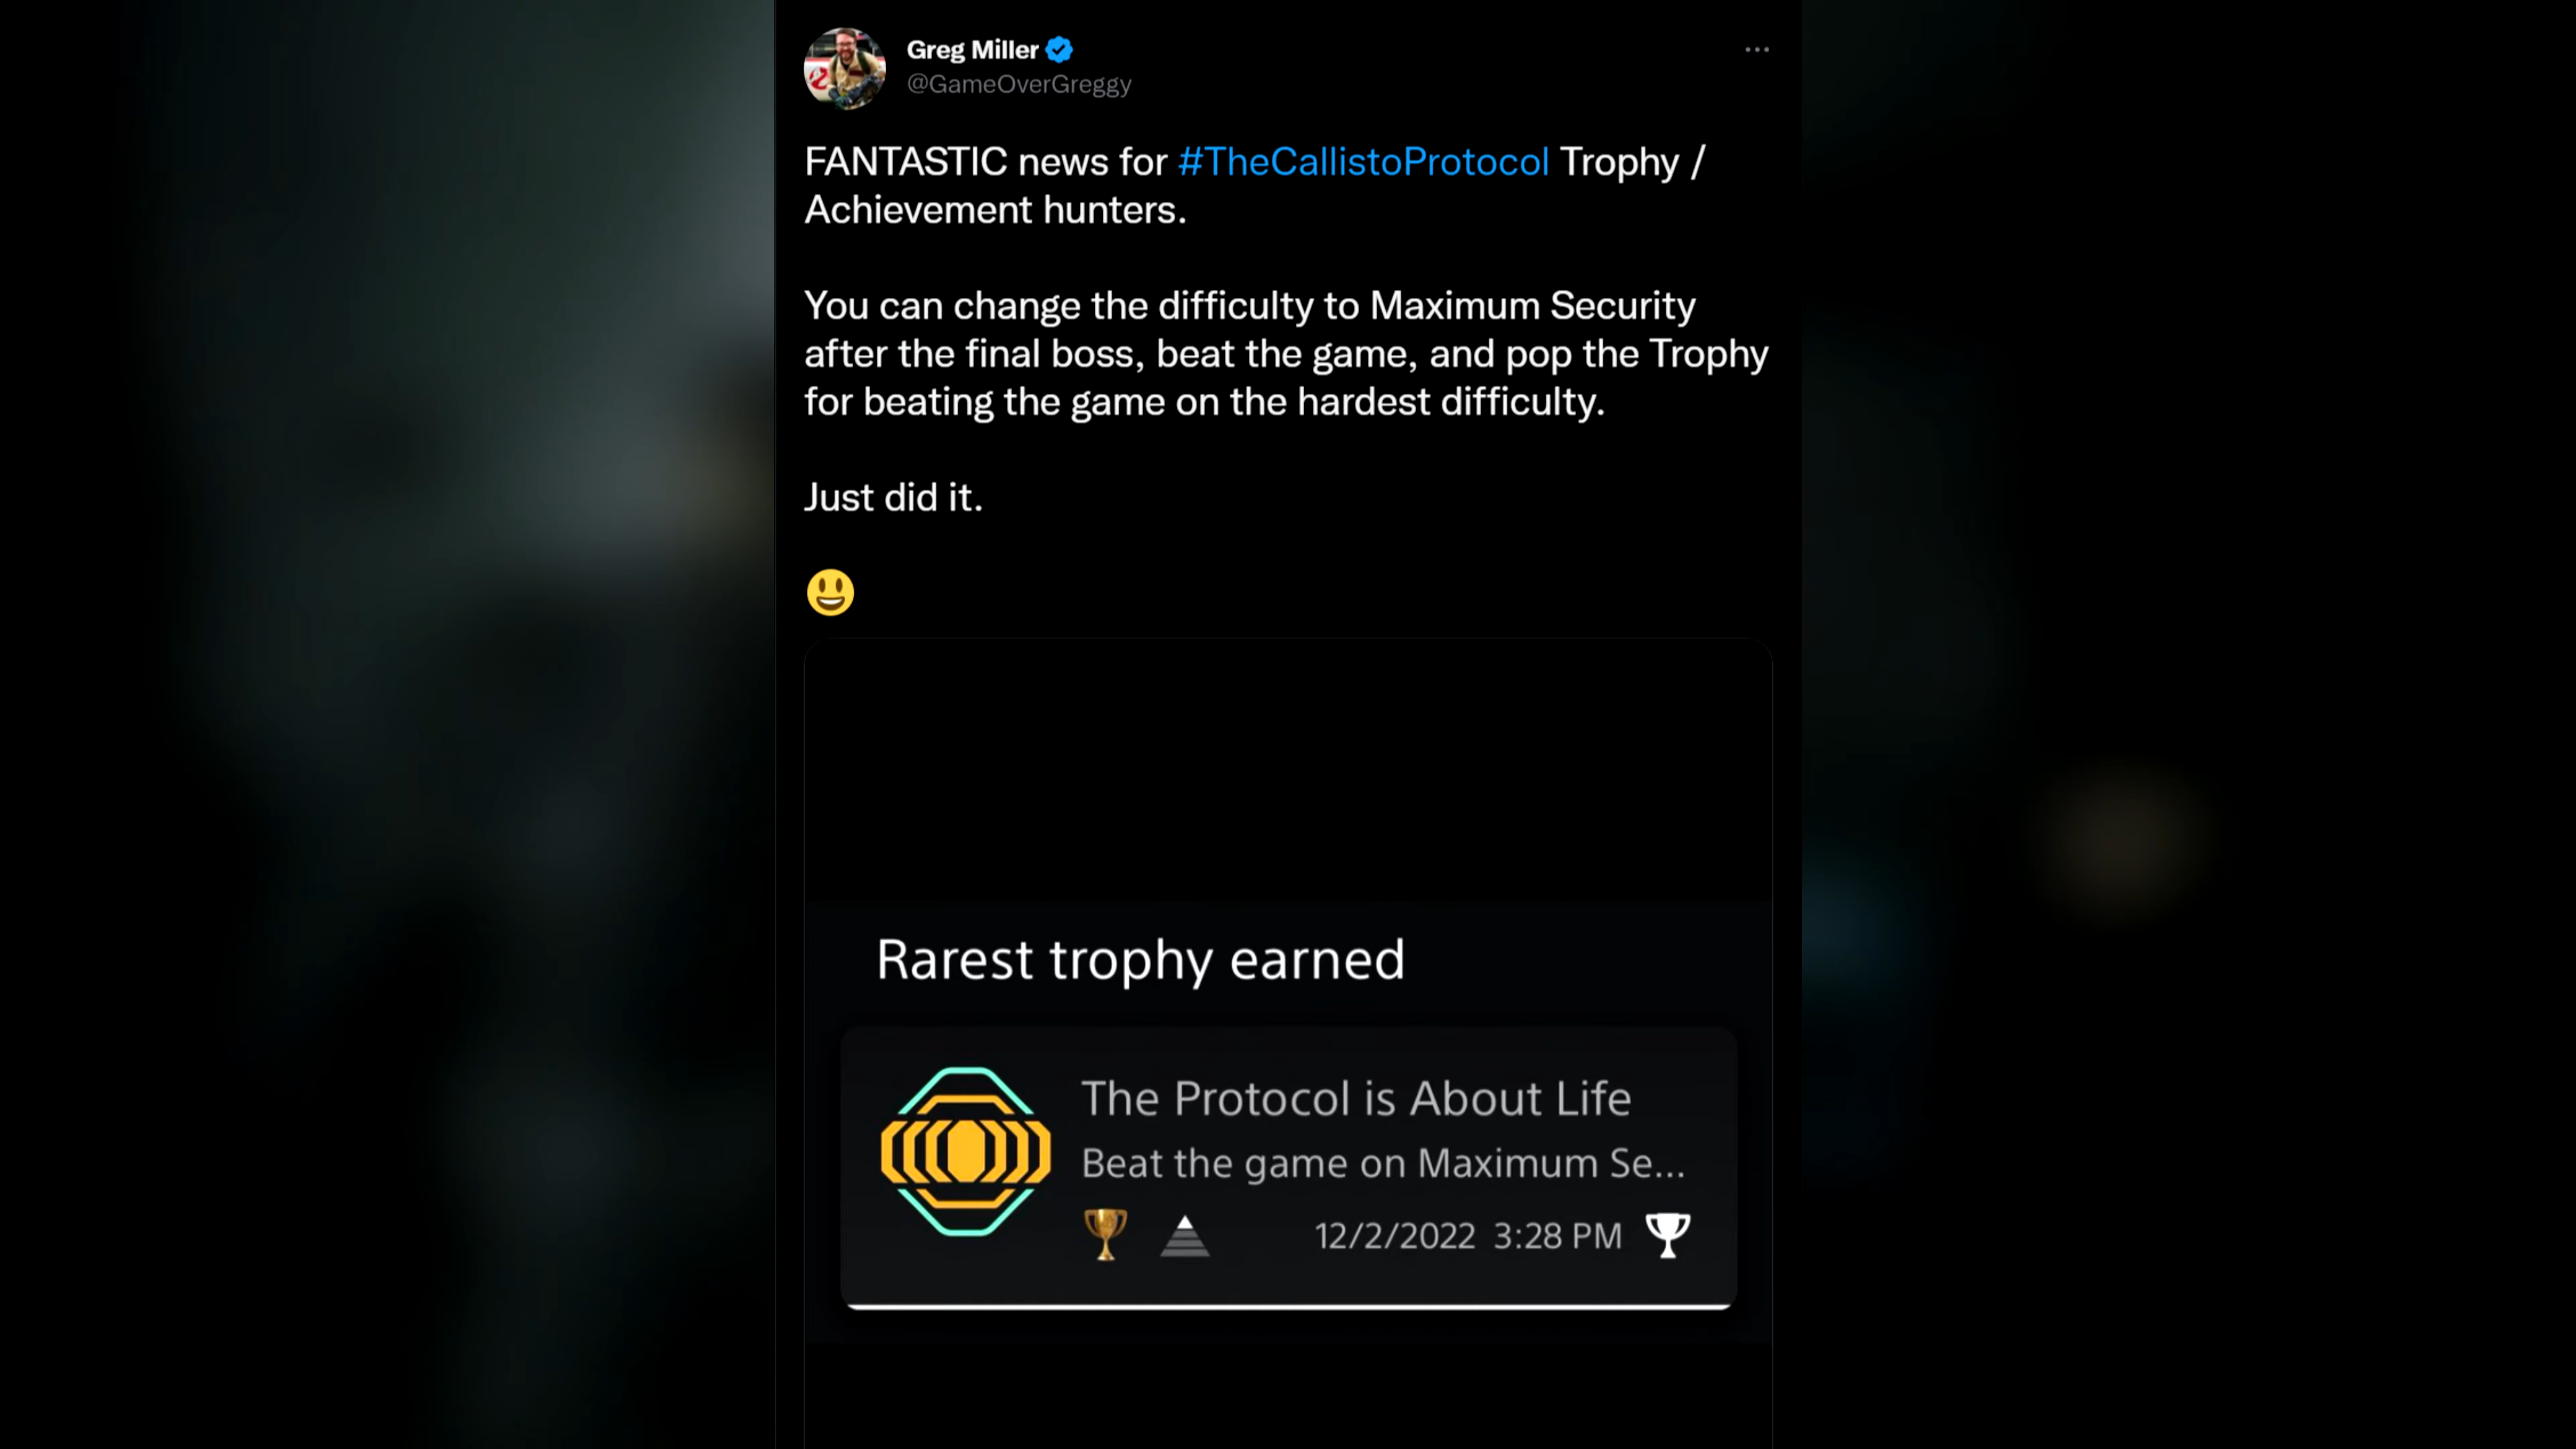 Greg Miller
@GameOverGreggy
FANTASTIC news for #TheCallistoProtocol Trophy /
Achievement hunters.
You can change the difficulty to Maximum Security
after the final boss, beat the game, and pop the Trophy
for beating the game on the hardest difficulty.
Just did it.
😃
Rarest trophy earned
The Protocol is About Life
Beat the game on Maximum Se...
12/2/2022 3:28 PM